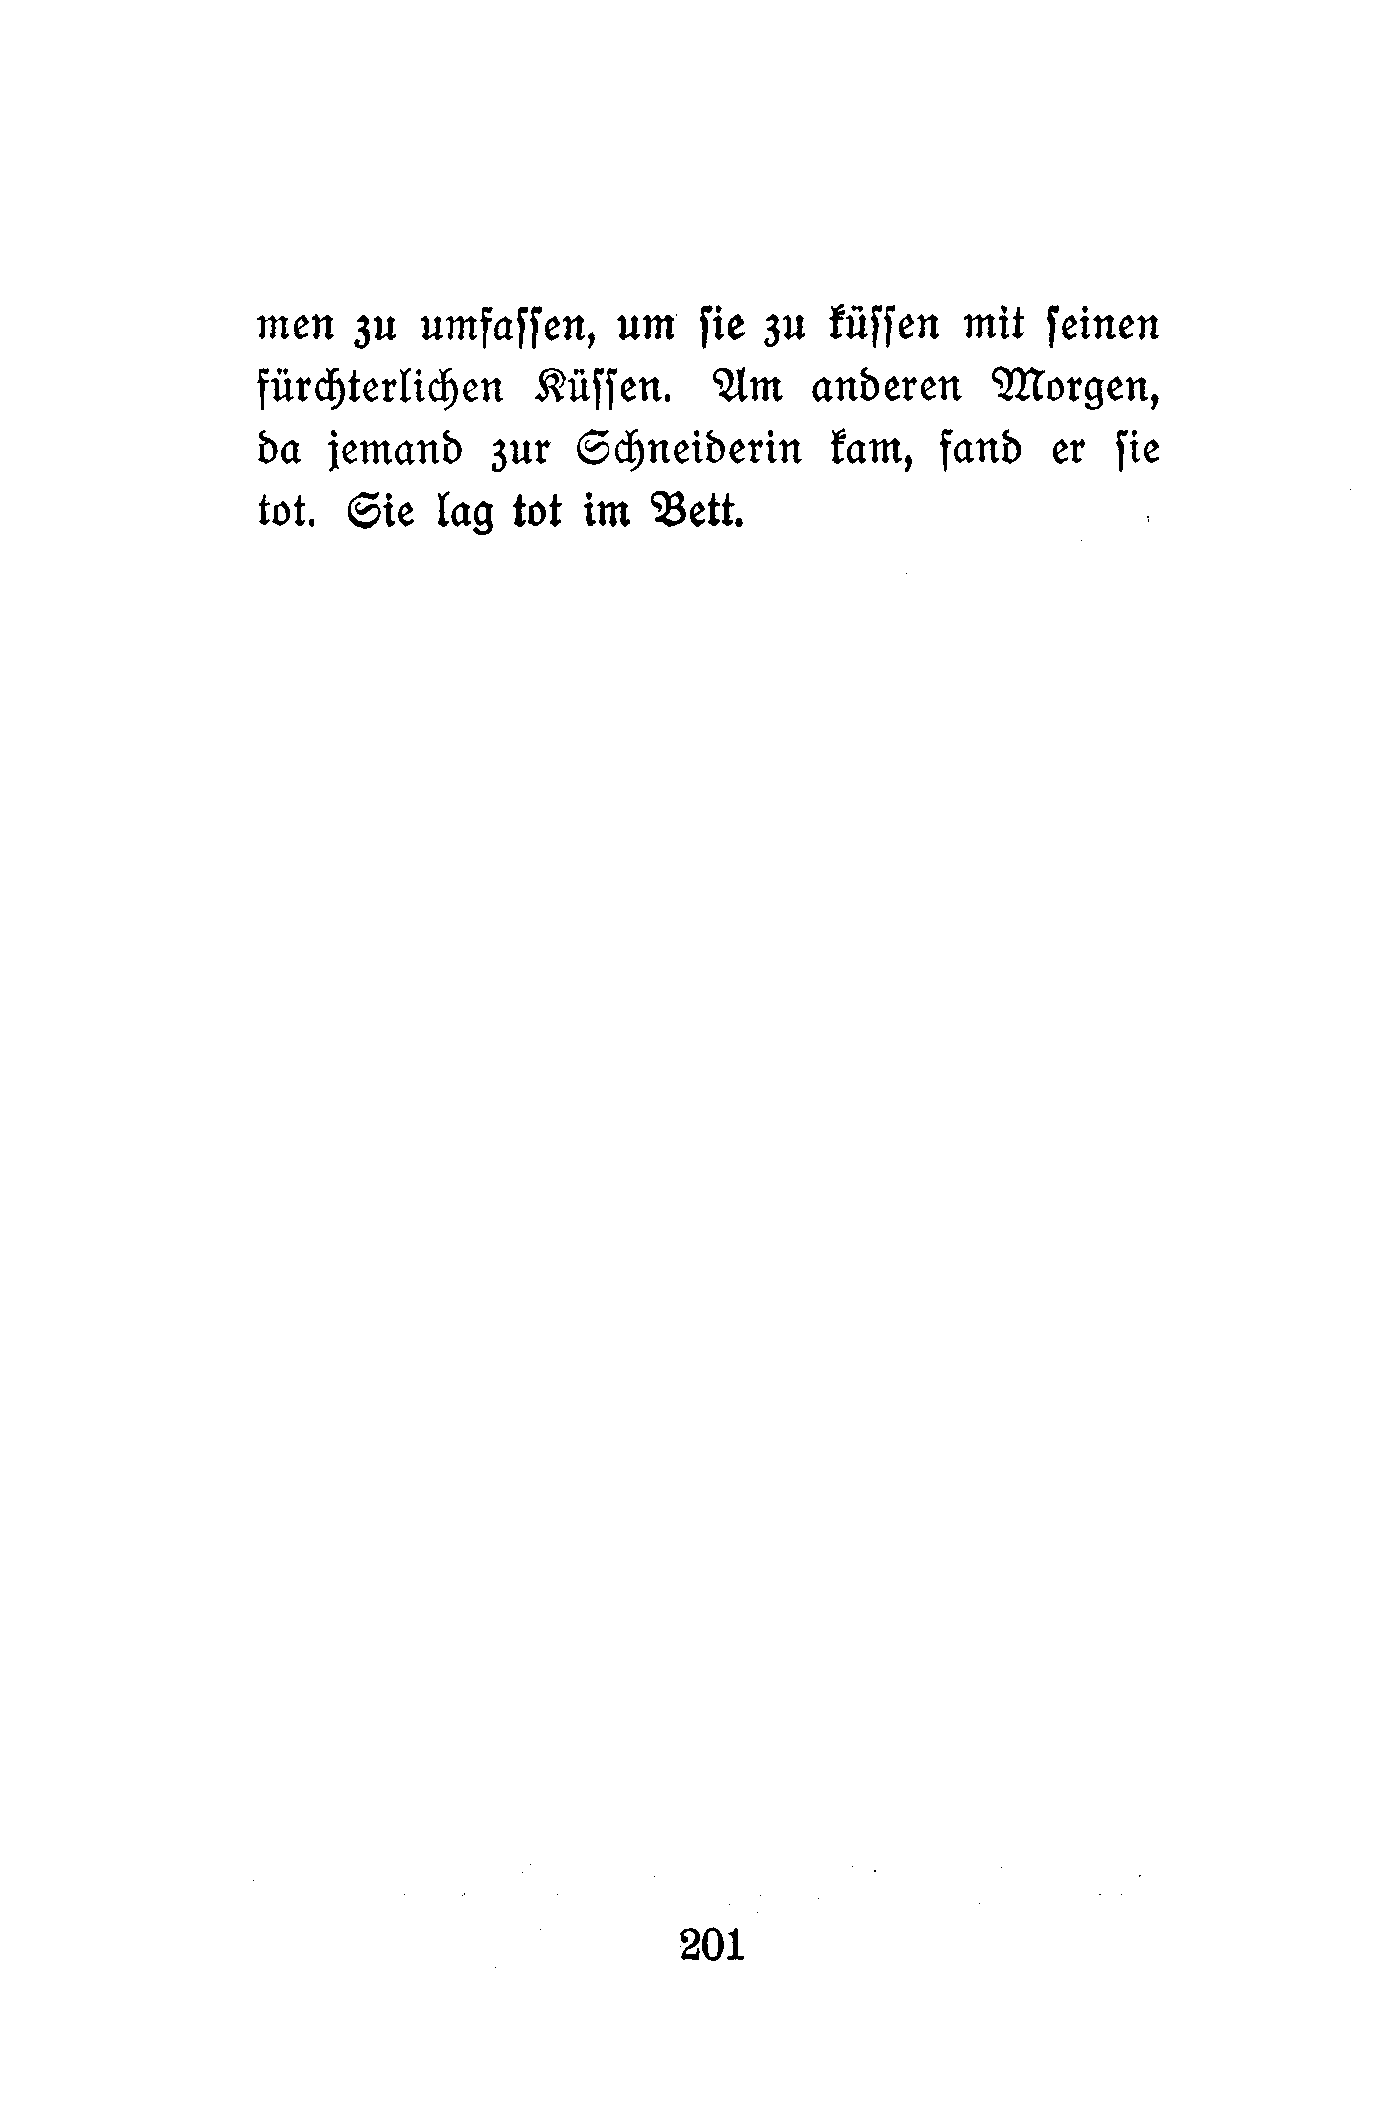 men zu umfaſſen, um ſie zu küſſen mit ſeinen
fürchterlichen Küſſen. Am anderen Morgen,
da jemand zur Schneiderin kam, fand er ſie
tot. Sie lag tot im Bett.
201